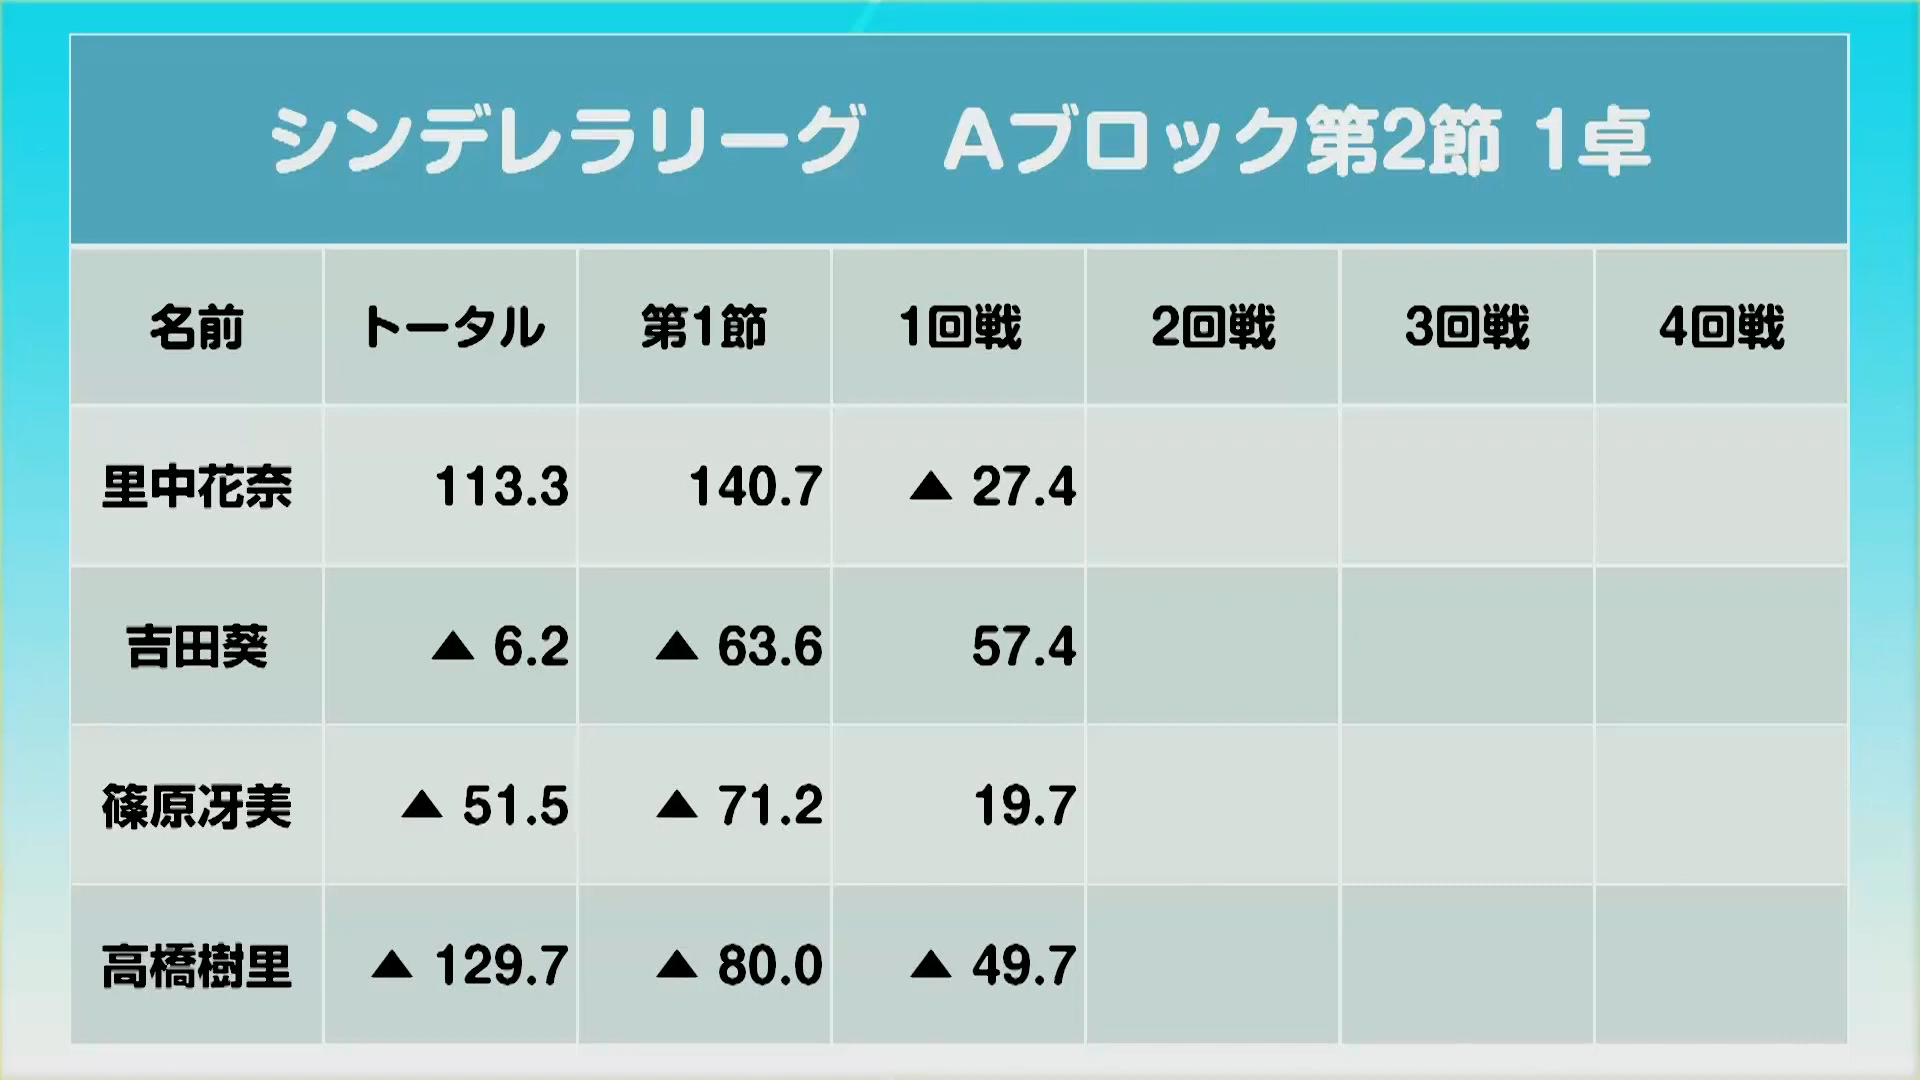 シンデレラリーグ　Aブロック第2節 1卓
名前 トータル 第1節 1回戦 2回戦 3回戦 4回戦
里中花奈 113.3 140.7 ▲ 27.4
吉田葵 ▲ 6.2 ▲ 63.6 57.4
篠原冴美 ▲ 51.5 ▲ 71.2 19.7
高橋樹里 ▲ 129.7 ▲ 80.0 ▲ 49.7